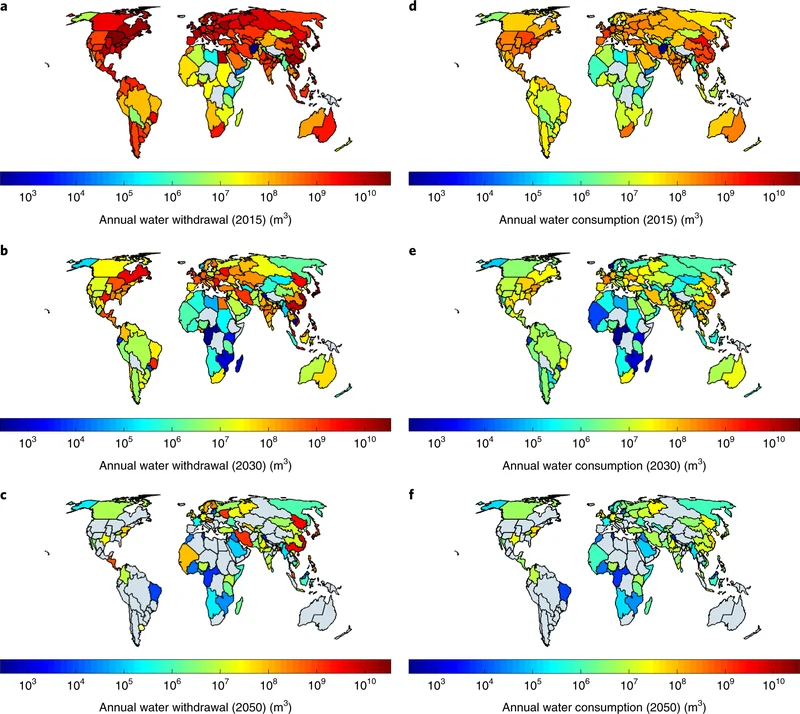 a
10³ 10⁴ 10⁵ 10⁶ 10⁷ 10⁸ 10⁹ 10¹⁰
Annual water withdrawal (2015) (m³)
d
10³ 10⁴ 10⁵ 10⁶ 10⁷ 10⁸ 10⁹ 10¹⁰
Annual water consumption (2015) (m³)
b
10³ 10⁴ 10⁵ 10⁶ 10⁷ 10⁸ 10⁹ 10¹⁰
Annual water withdrawal (2030) (m³)
e
10³ 10⁴ 10⁵ 10⁶ 10⁷ 10⁸ 10⁹ 10¹⁰
Annual water consumption (2030) (m³)
c
10³ 10⁴ 10⁵ 10⁶ 10⁷ 10⁸ 10⁹ 10¹⁰
Annual water withdrawal (2050) (m³)
f
10³ 10⁴ 10⁵ 10⁶ 10⁷ 10⁸ 10⁹ 10¹⁰
Annual water consumption (2050) (m³)